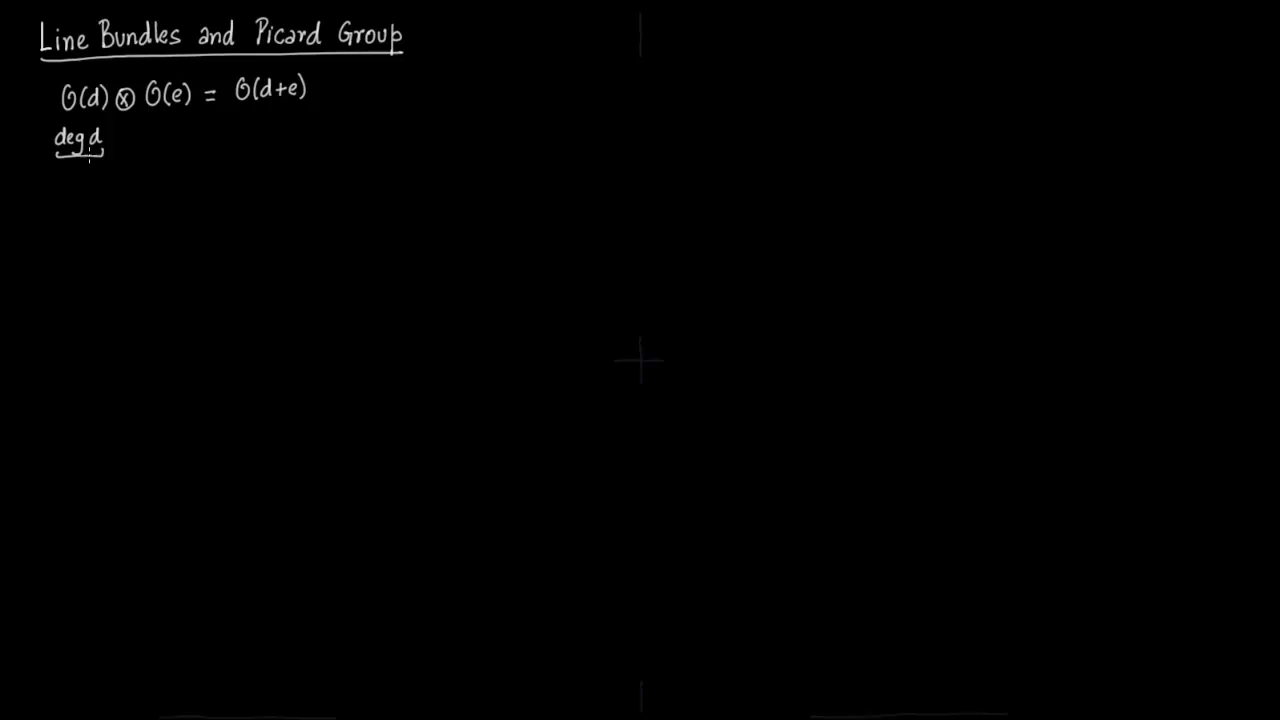 Line Bundles and Picard Group
O(d) ⊗ O(e) = O(d+e)
deg d